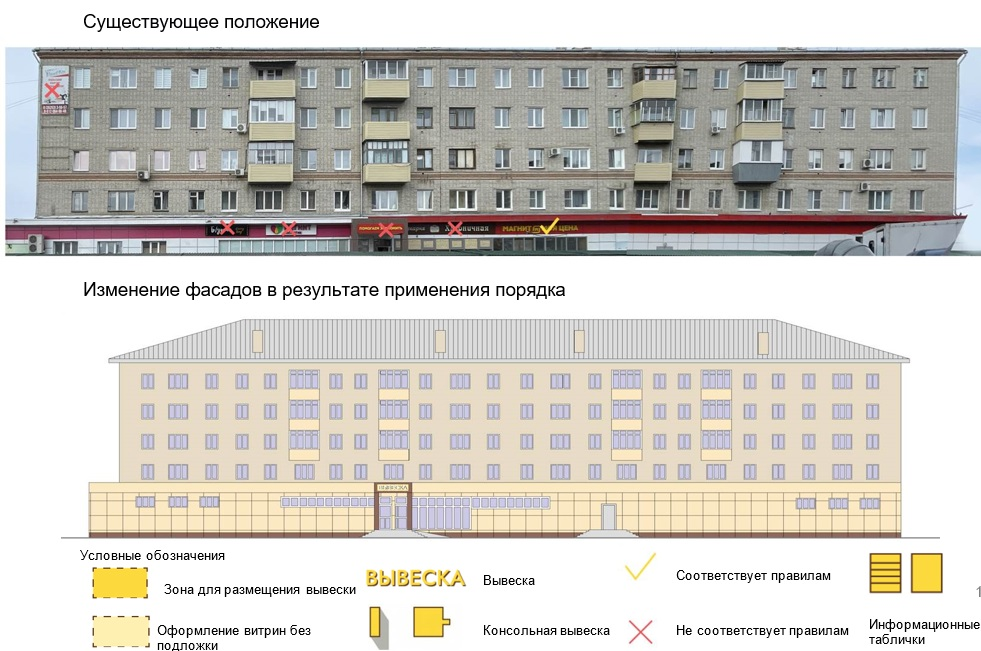 Существующее положение
МАГНИТ ЦЕНА
Изменение фасадов в результате применения порядка
ВЫВЕСКА
Условные обозначения
Зона для размещения вывески
ВЫВЕСКА
Вывеска
Соответствует правилам
1
Оформление витрин без
подложки
Консольная вывеска
Не соответствует правилам
Информационные
таблички